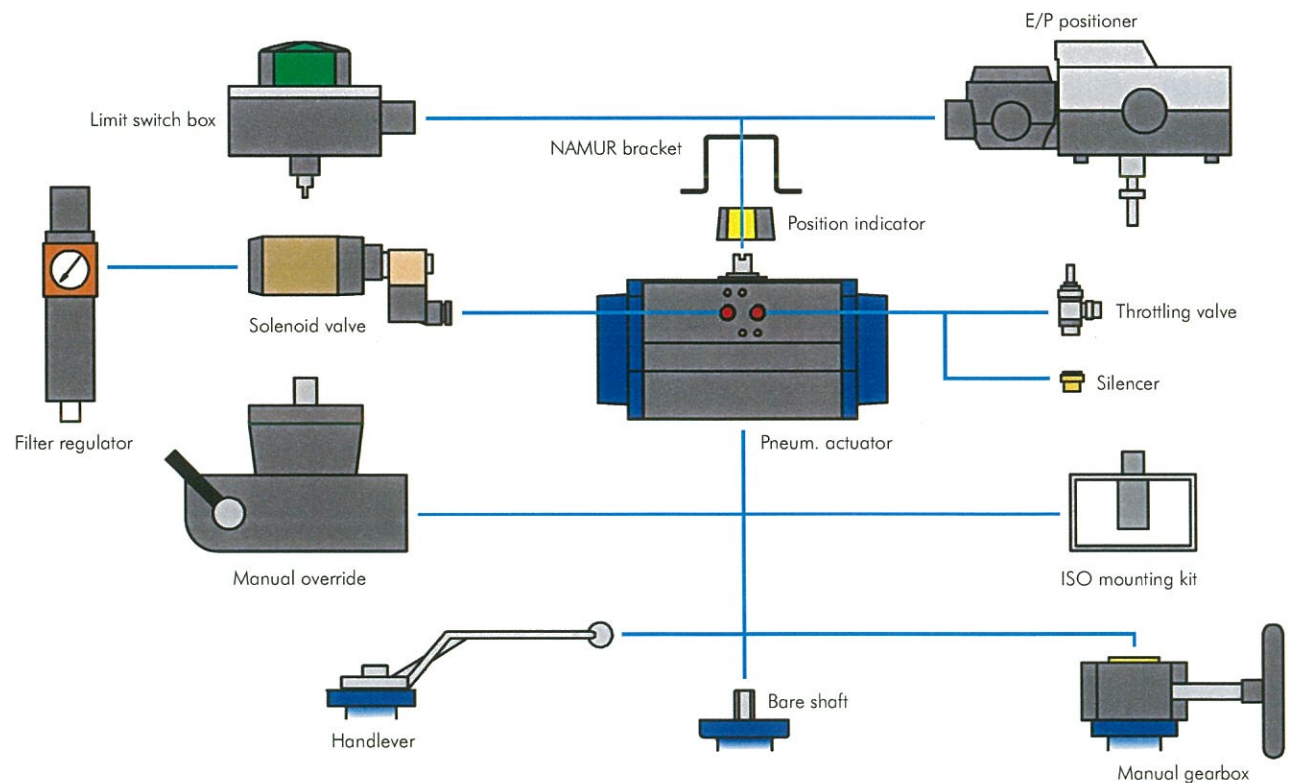 E/P positioner
Limit switch box
NAMUR bracket
Position indicator
Solenoid valve
Throttling valve
Silencer
Filter regulator
Pneum. actuator
Manual override
ISO mounting kit
Bare shaft
Handlever
Manual gearbox